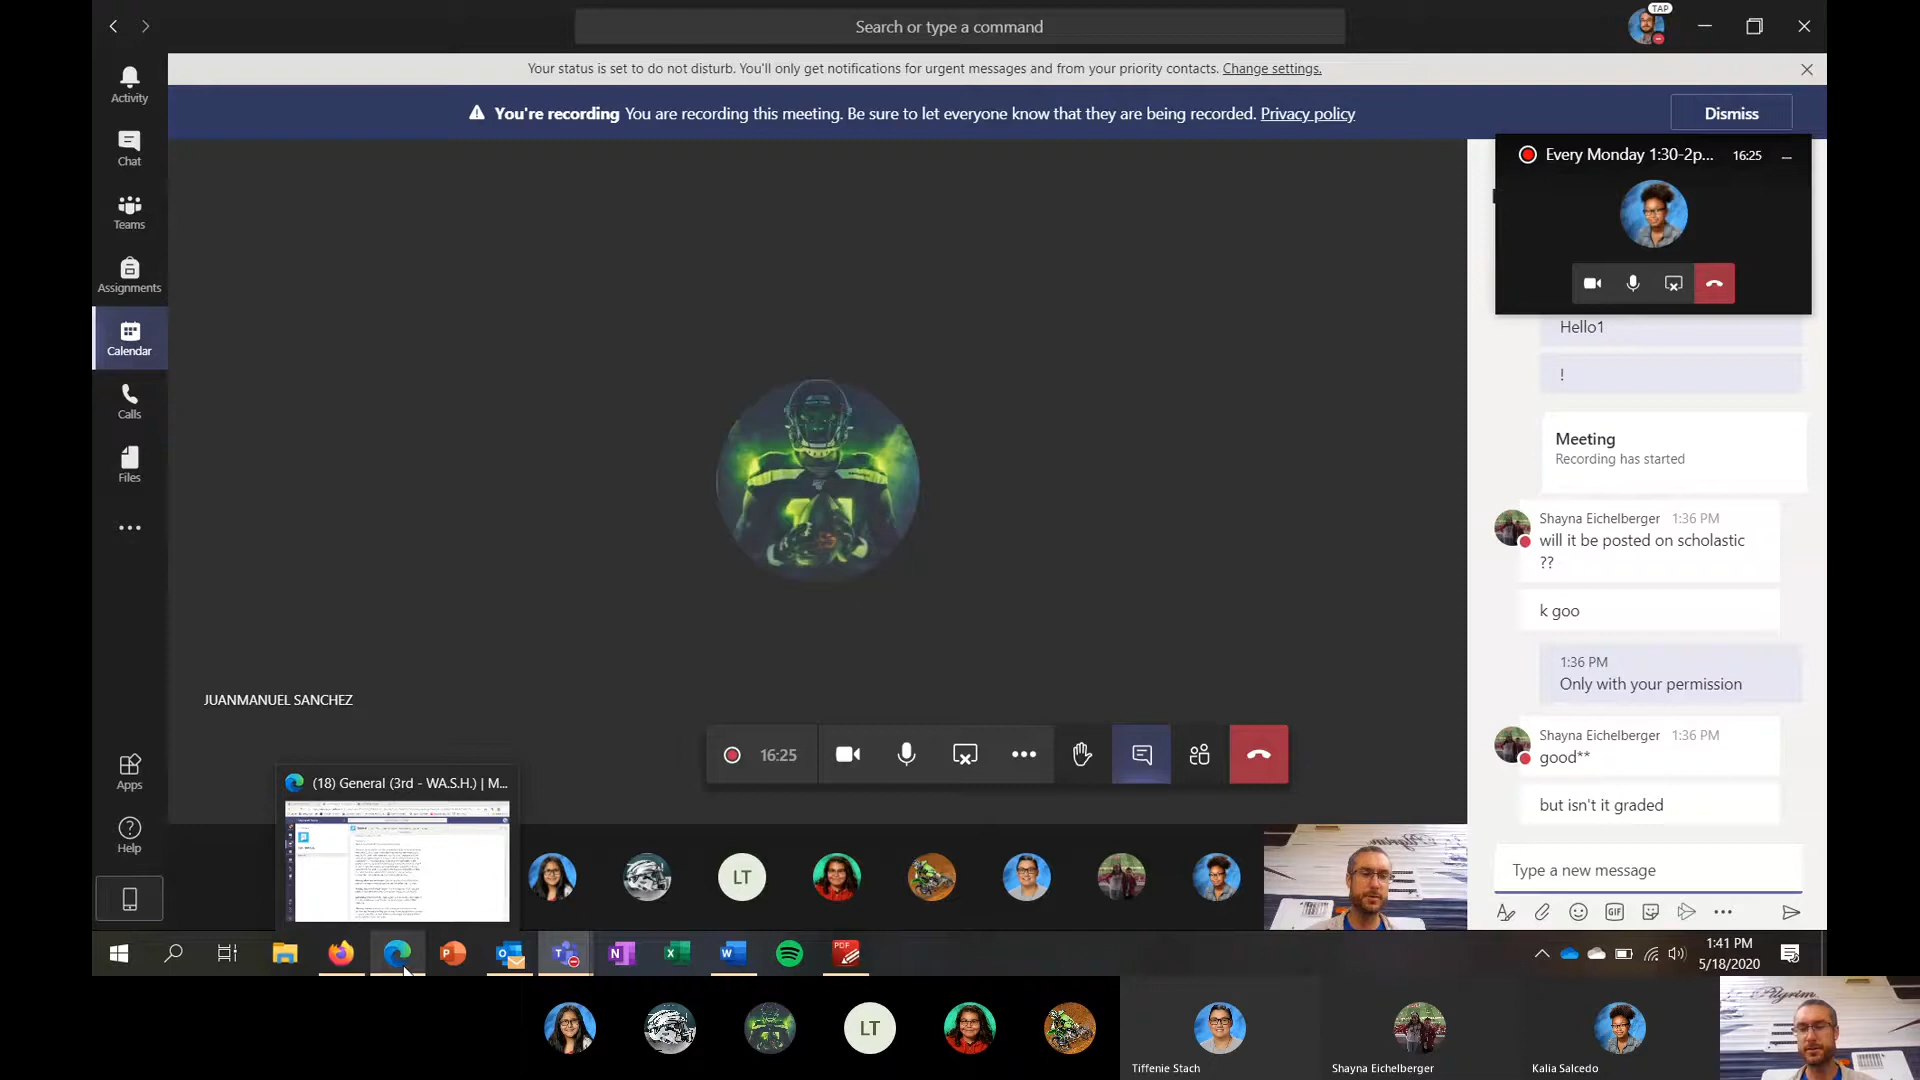 Search or type a command
TAP
Your status is set to do not disturb. You'll only get notifications for urgent messages and from your priority contacts. Change settings.
You're recording You are recording this meeting. Be sure to let everyone know that they are being recorded. Privacy policy
Dismiss
Activity
Chat
Teams
Assignments
Calendar
Calls
Files
Apps
Help
Every Monday 1:30-2p... 16:25
Hello1
!
Meeting
Recording has started
Shayna Eichelberger 1:36 PM
will it be posted on scholastic
??
k goo
1:36 PM
Only with your permission
Shayna Eichelberger 1:36 PM
good**
but isn't it graded
Type a new message
GIF
JUANMANUEL SANCHEZ
16:25
(18) General (3rd - WA.S.H.) | M...
LT
Pilgrim
1:41 PM
5/18/2020
PDF
LT
Tiffenie Stach
Shayna Eichelberger
Kalia Salcedo
Pilgrim